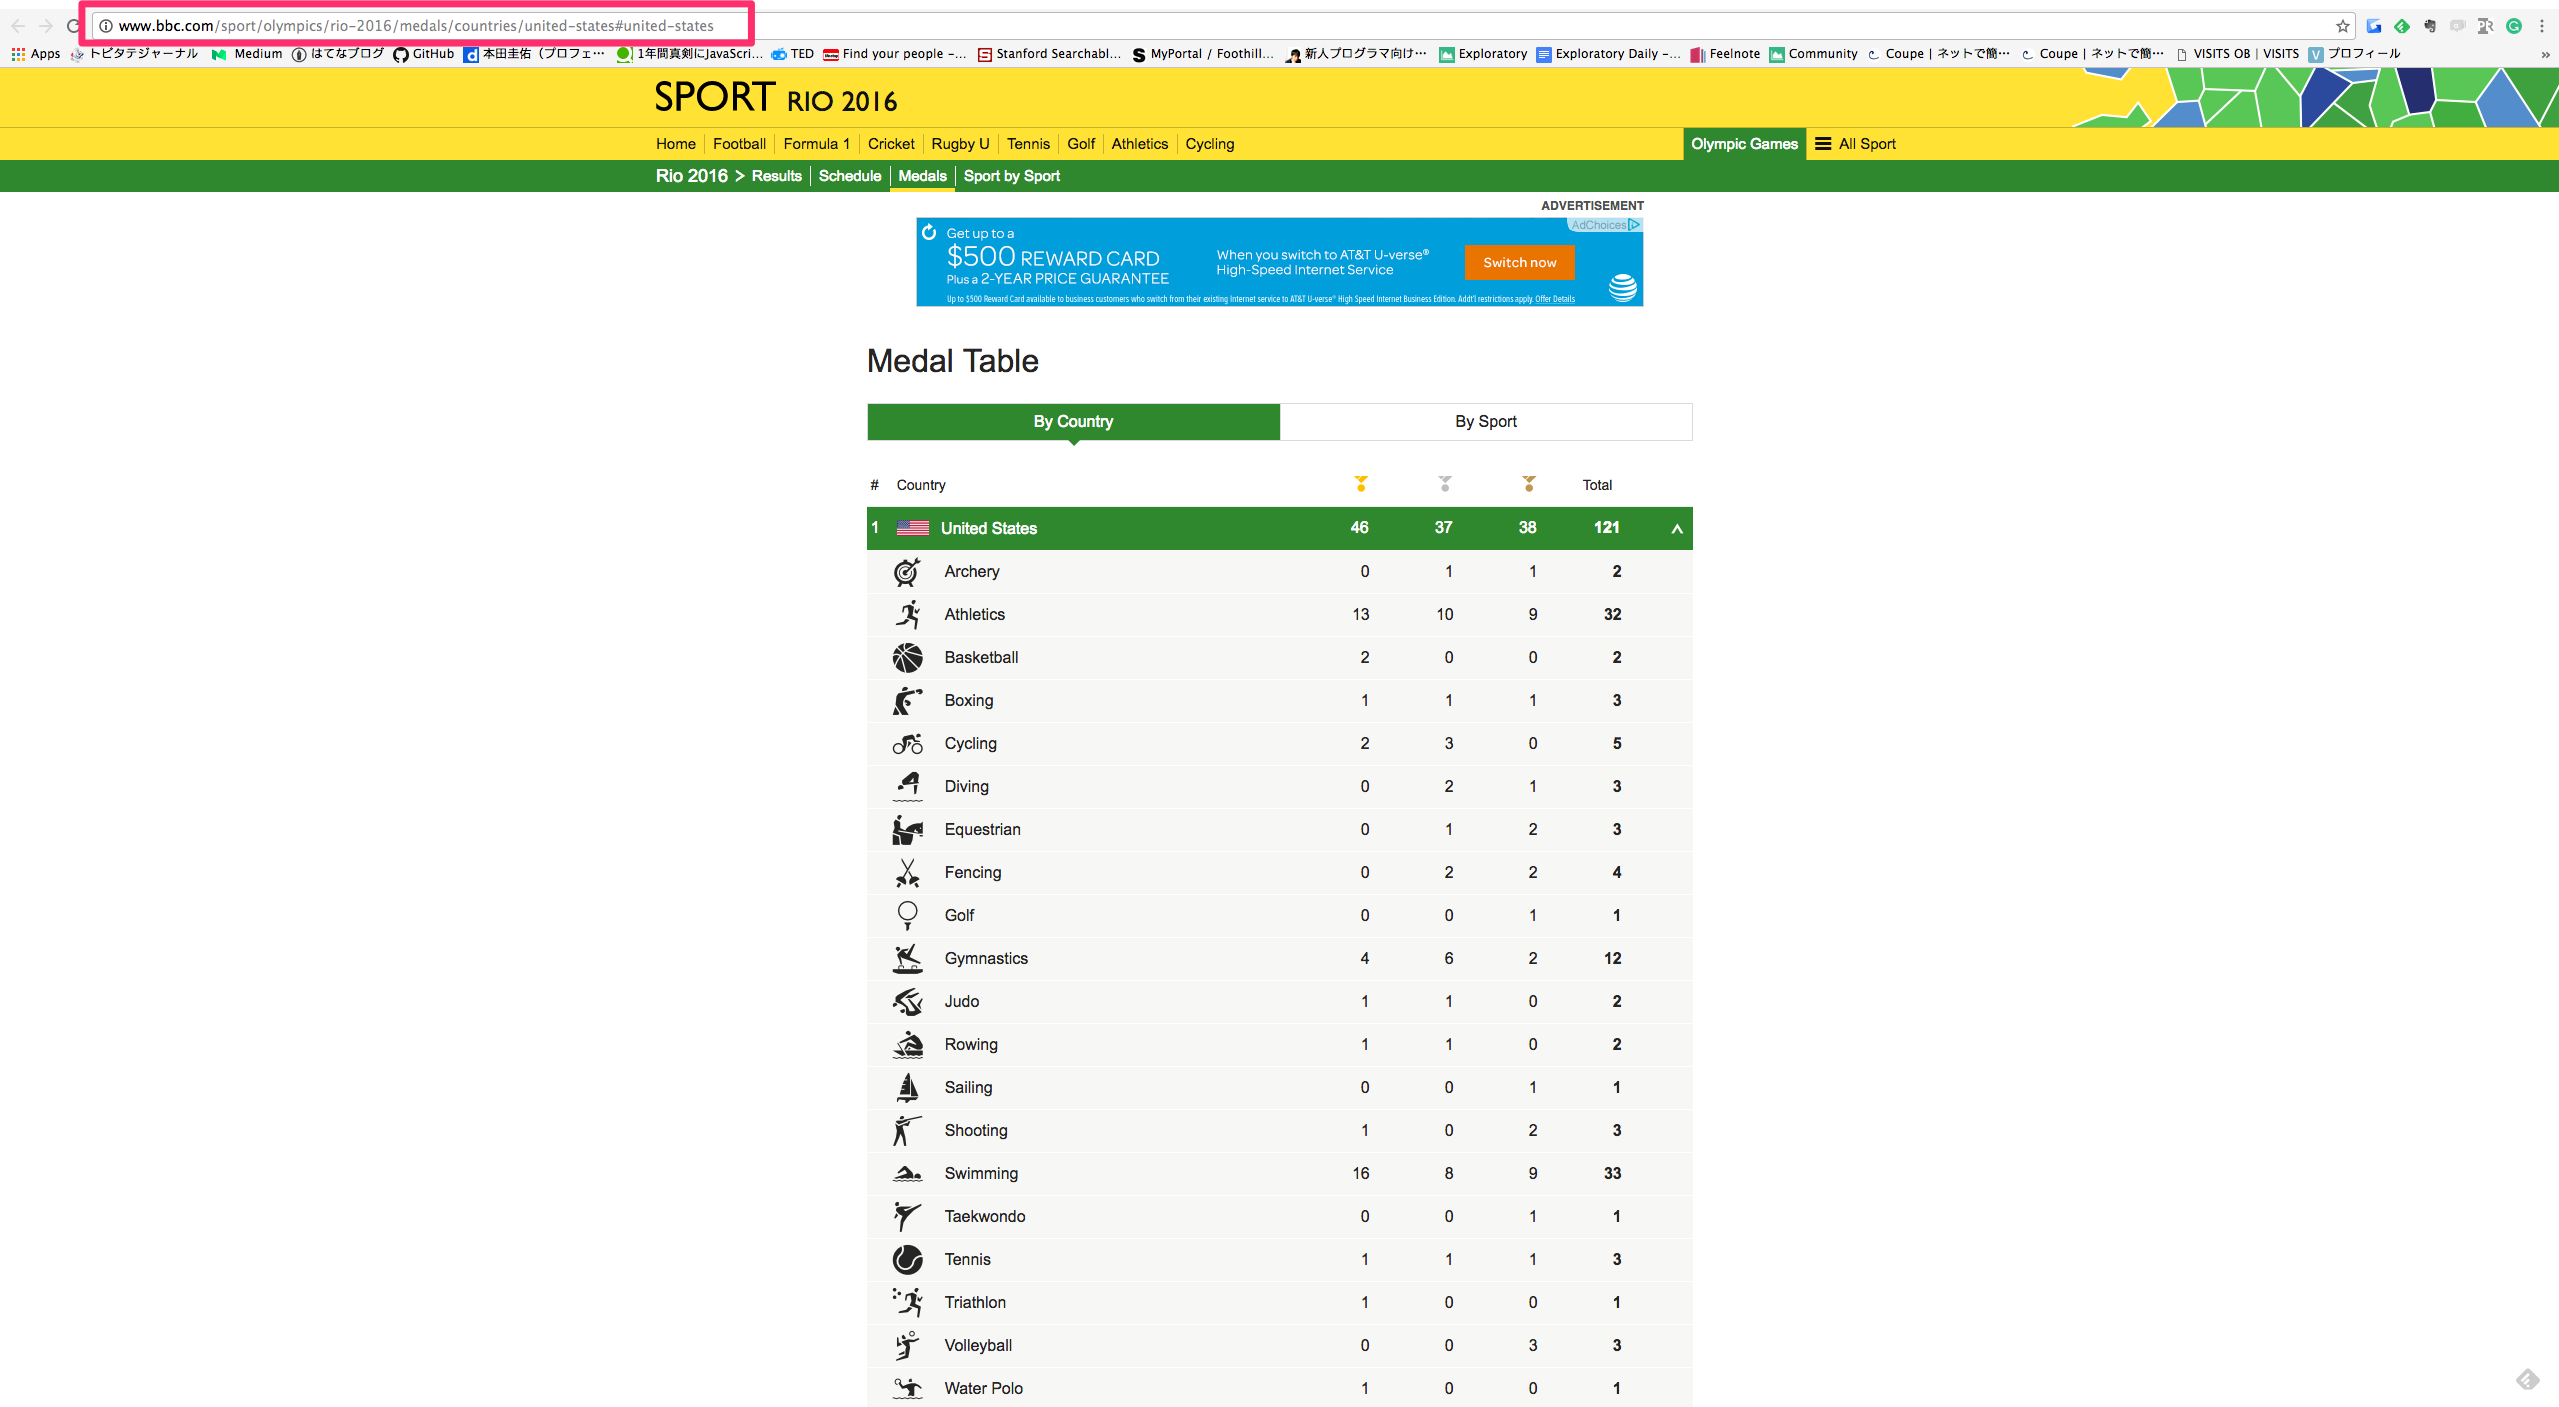 www.bbc.com/sport/olympics/rio-2016/medals/countries/united-states#united-states
Apps トビタテジャーナル Medium はてなブログ GitHub 本田圭佑（プロフェ… 1年間真剣にJavaScri… TED Find your people –… Stanford Searchabl… MyPortal / Foothill… 新人プログラマ向け… Exploratory Exploratory Daily –… Feelnote Community Coupe | ネットで簡… Coupe | ネットで簡… VISITS OB | VISITS プロフィール »
SPORT RIO 2016
Home Football Formula 1 Cricket Rugby U Tennis Golf Athletics Cycling Olympic Games All Sport
Rio 2016 > Results Schedule Medals Sport by Sport
ADVERTISEMENT
AdChoices
Get up to a
$500 REWARD CARD
Plus a 2-YEAR PRICE GUARANTEE
When you switch to AT&T U-verse®
High-Speed Internet Service
Switch now
Up to $500 Reward Card available to business customers who switch from their existing Internet service to AT&T U-verse® High Speed Internet Business Edition. Addt'l restrictions apply. Offer Details
Medal Table
By Country By Sport
# Country Total
1 United States 46 37 38 121
Archery 0 1 1 2
Athletics 13 10 9 32
Basketball 2 0 0 2
Boxing 1 1 1 3
Cycling 2 3 0 5
Diving 0 2 1 3
Equestrian 0 1 2 3
Fencing 0 2 2 4
Golf 0 0 1 1
Gymnastics 4 6 2 12
Judo 1 1 0 2
Rowing 1 1 0 2
Sailing 0 0 1 1
Shooting 1 0 2 3
Swimming 16 8 9 33
Taekwondo 0 0 1 1
Tennis 1 1 1 3
Triathlon 1 0 0 1
Volleyball 0 0 3 3
Water Polo 1 0 0 1